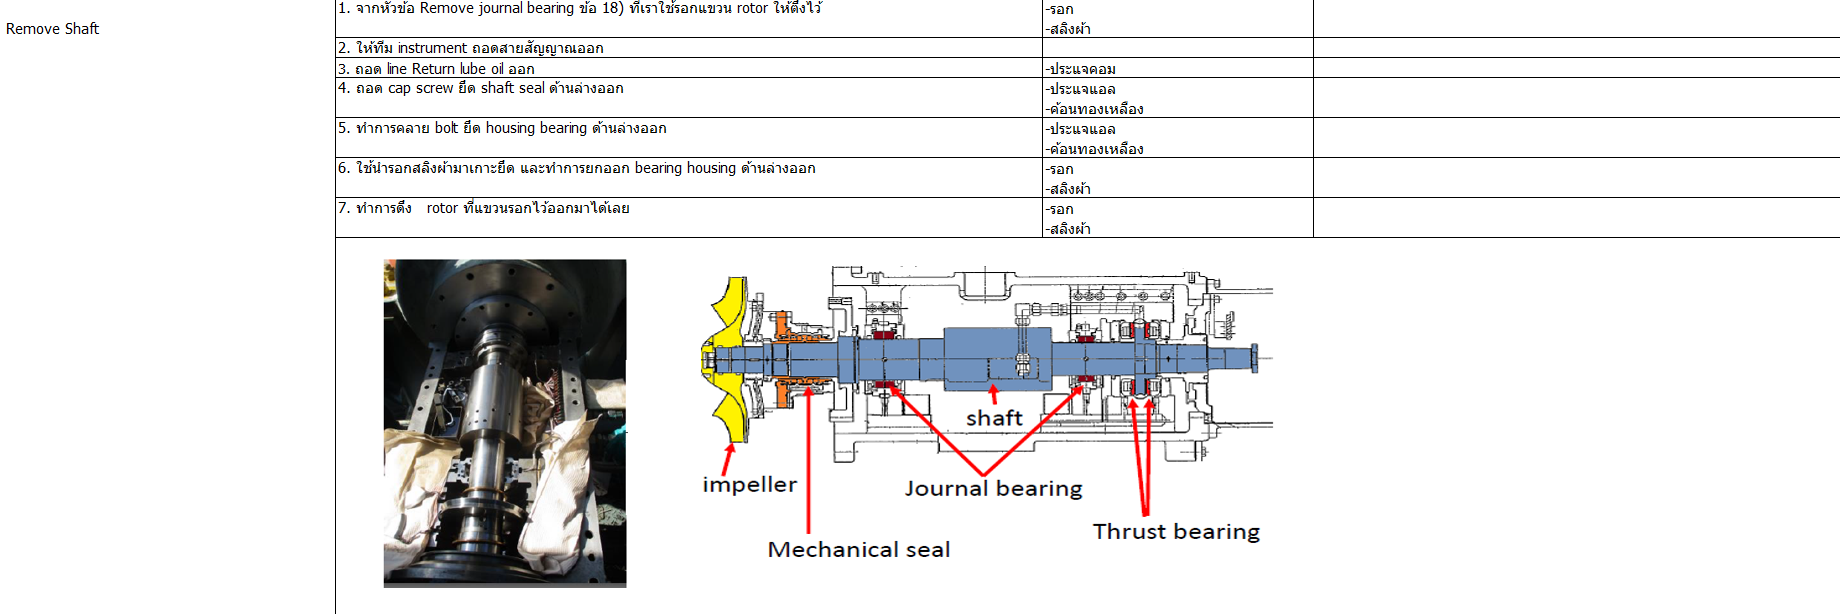 Remove Shaft
1. จากหัวข้อ Remove journal bearing ข้อ 18) ที่เราใช้รอกแขวน rotor ให้ตึงไว้
-รอก
-สลิงผ้า
2. ให้ทีม instrument ถอดสายสัญญาณออก
3. ถอด line Return lube oil ออก
-ประแจคอม
4. ถอด cap screw ยึด shaft seal ด้านล่างออก
-ประแจแอล
-ค้อนทองเหลือง
5. ทำการคลาย bolt ยึด housing bearing ด้านล่างออก
-ประแจแอล
-ค้อนทองเหลือง
6. ใช้นำรอกสลิงผ้ามาเกาะยึด และทำการยกออก bearing housing ด้านล่างออก
-รอก
-สลิงผ้า
7. ทำการดึง rotor ที่แขวนรอกไว้ออกมาได้เลย
-รอก
-สลิงผ้า
shaft
impeller
Journal bearing
Thrust bearing
Mechanical seal